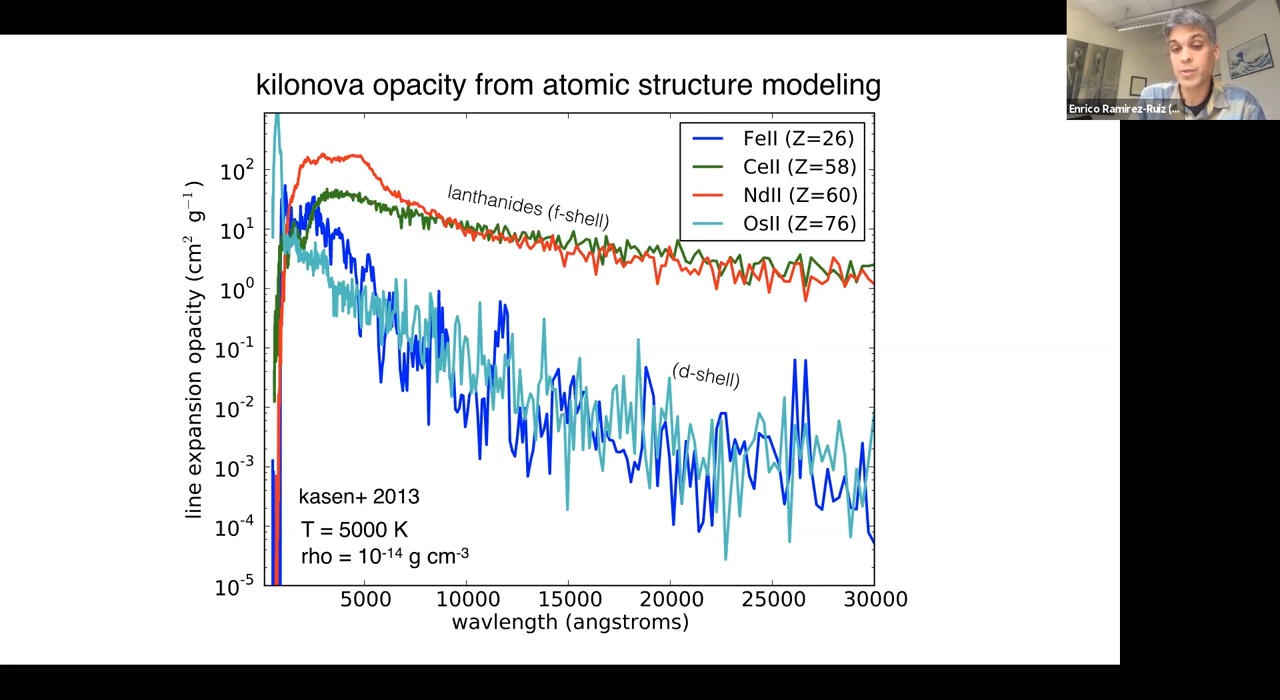 kilonova opacity from atomic structure modeling
Enrico Ramirez-Ruiz (...
FeII (Z=26)
CeII (Z=58)
NdII (Z=60)
OsII (Z=76)
lanthanides (f-shell)
(d-shell)
line expansion opacity (cm² g⁻¹)
10²
10¹
10⁰
10⁻¹
10⁻²
10⁻³
10⁻⁴
10⁻⁵
kasen+ 2013
T = 5000 K
rho = 10⁻¹⁴ g cm⁻³
5000 10000 15000 20000 25000 30000
wavlength (angstroms)